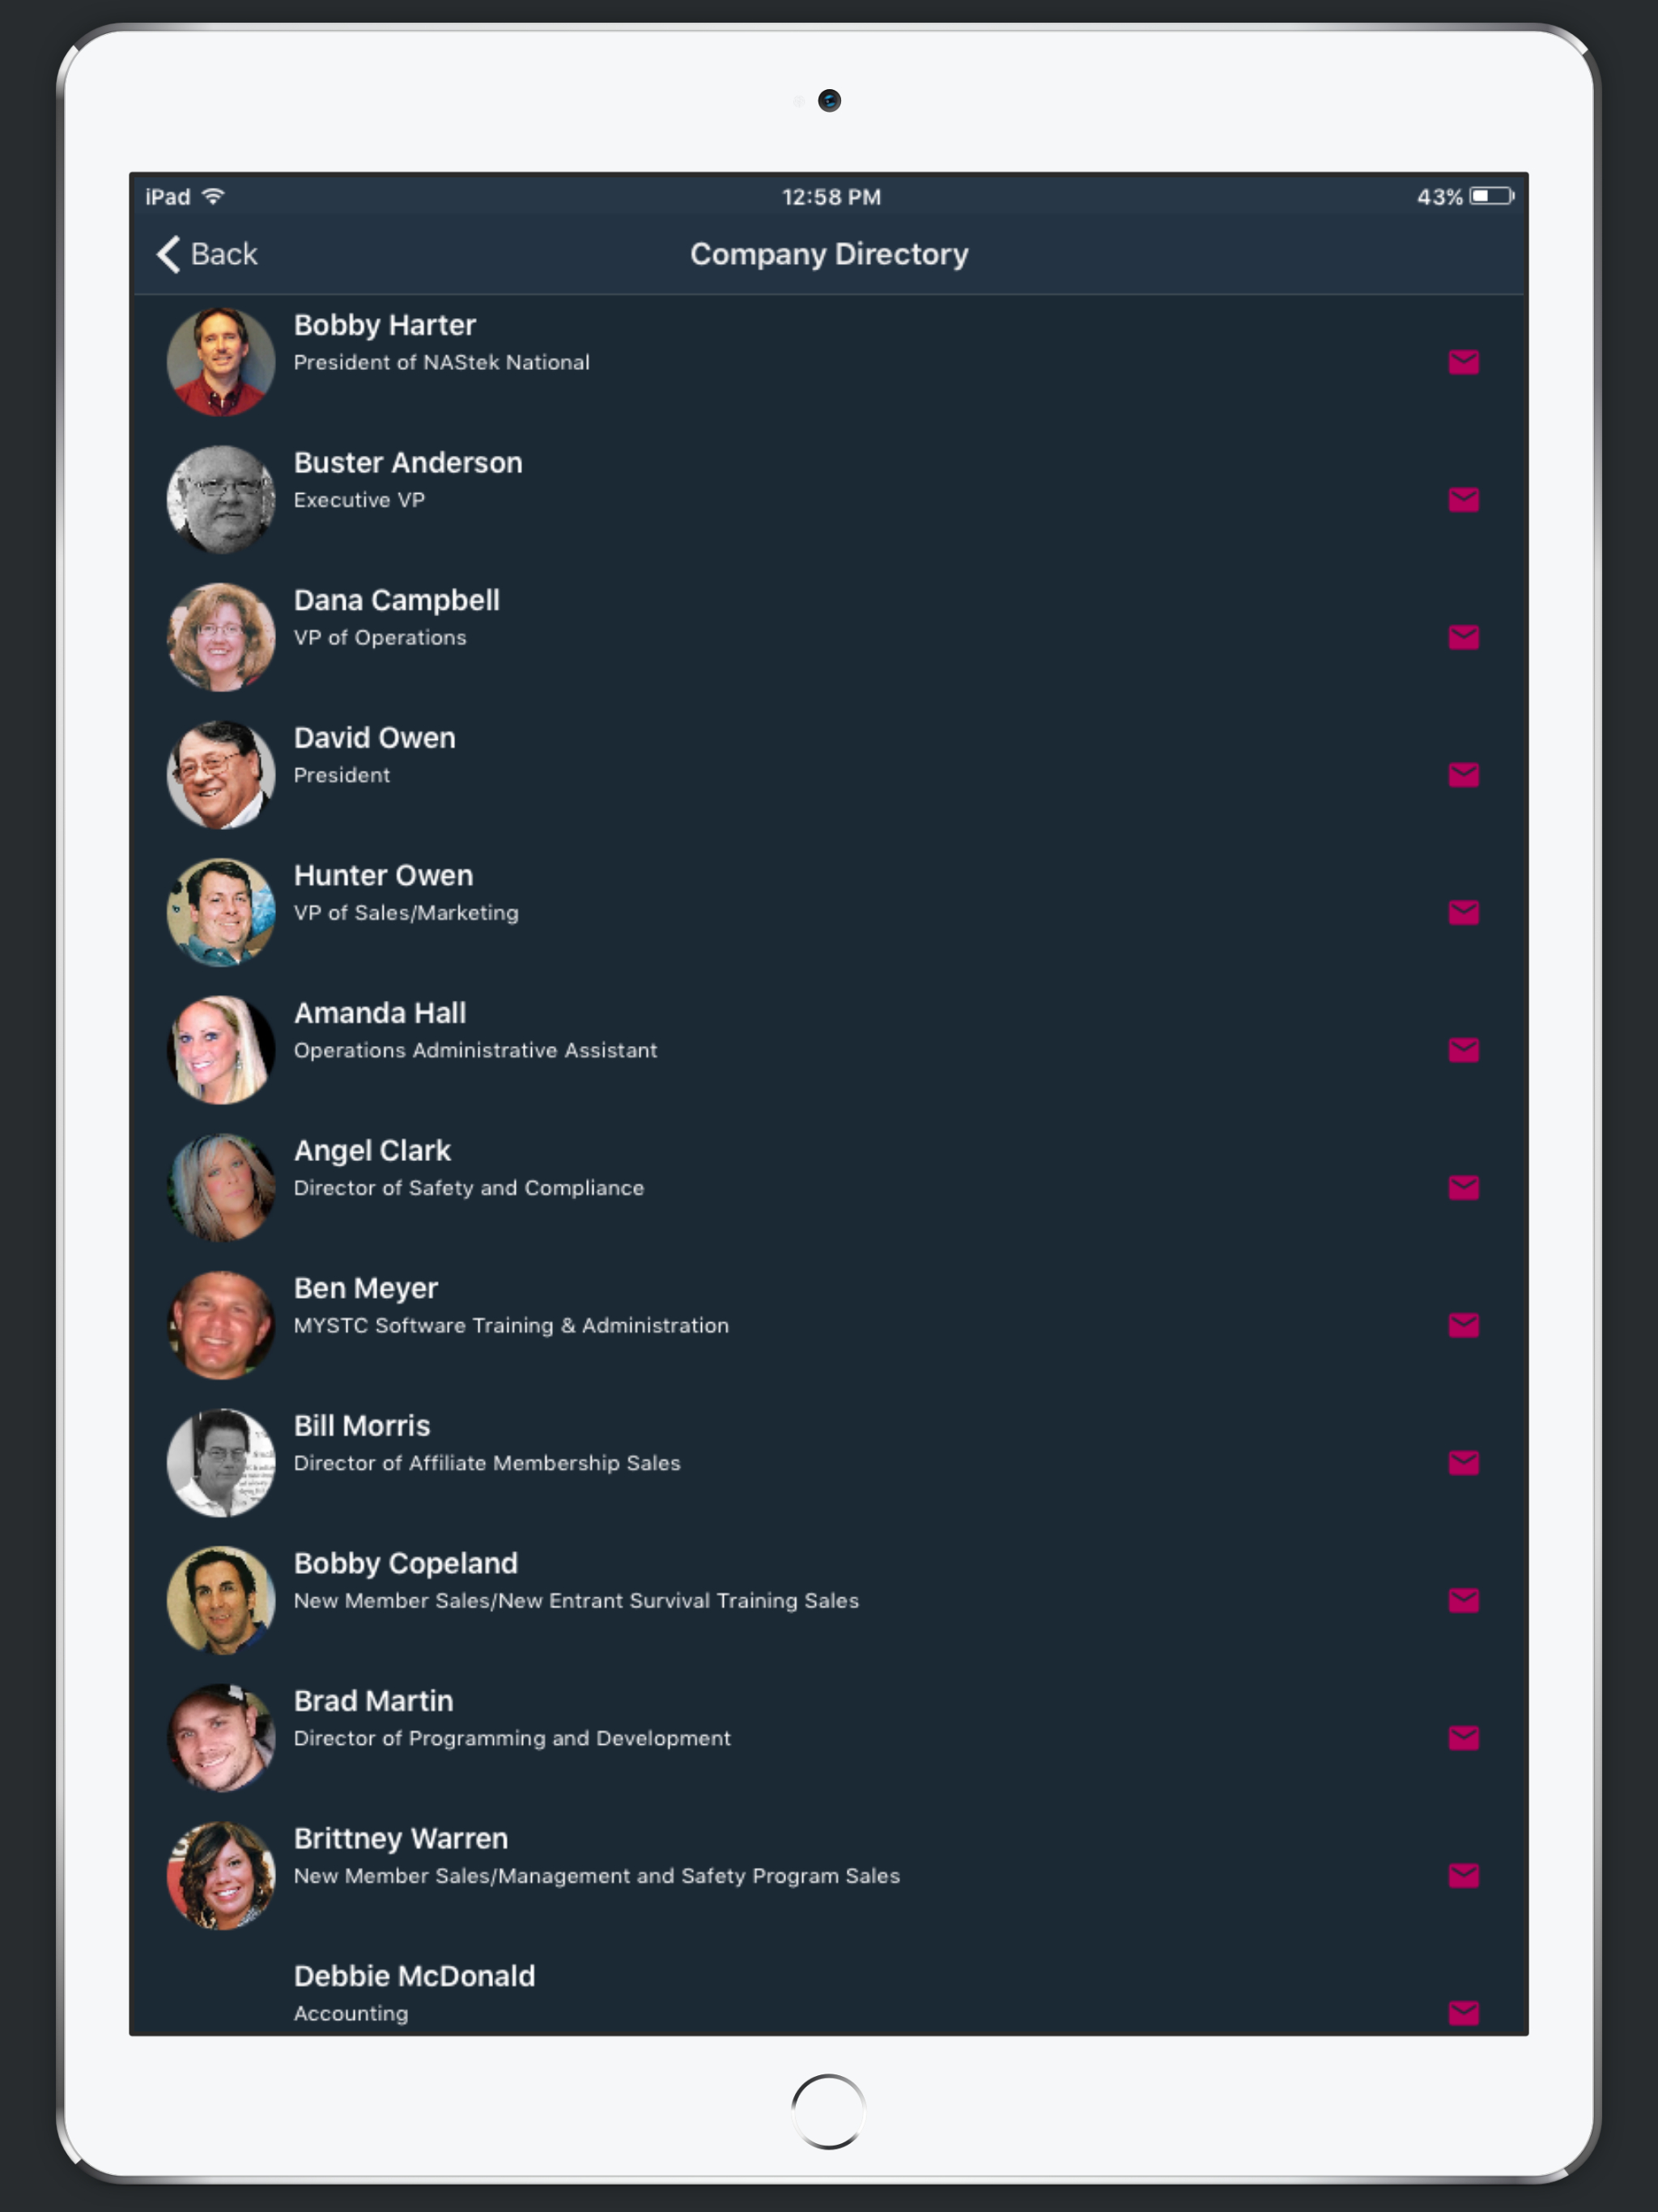 iPad 12:58 PM 43%
Back Company Directory
Bobby Harter
President of NAStek National
Buster Anderson
Executive VP
Dana Campbell
VP of Operations
David Owen
President
Hunter Owen
VP of Sales/Marketing
Amanda Hall
Operations Administrative Assistant
Angel Clark
Director of Safety and Compliance
Ben Meyer
MYSTC Software Training & Administration
Bill Morris
Director of Affiliate Membership Sales
Bobby Copeland
New Member Sales/New Entrant Survival Training Sales
Brad Martin
Director of Programming and Development
Brittney Warren
New Member Sales/Management and Safety Program Sales
Debbie McDonald
Accounting